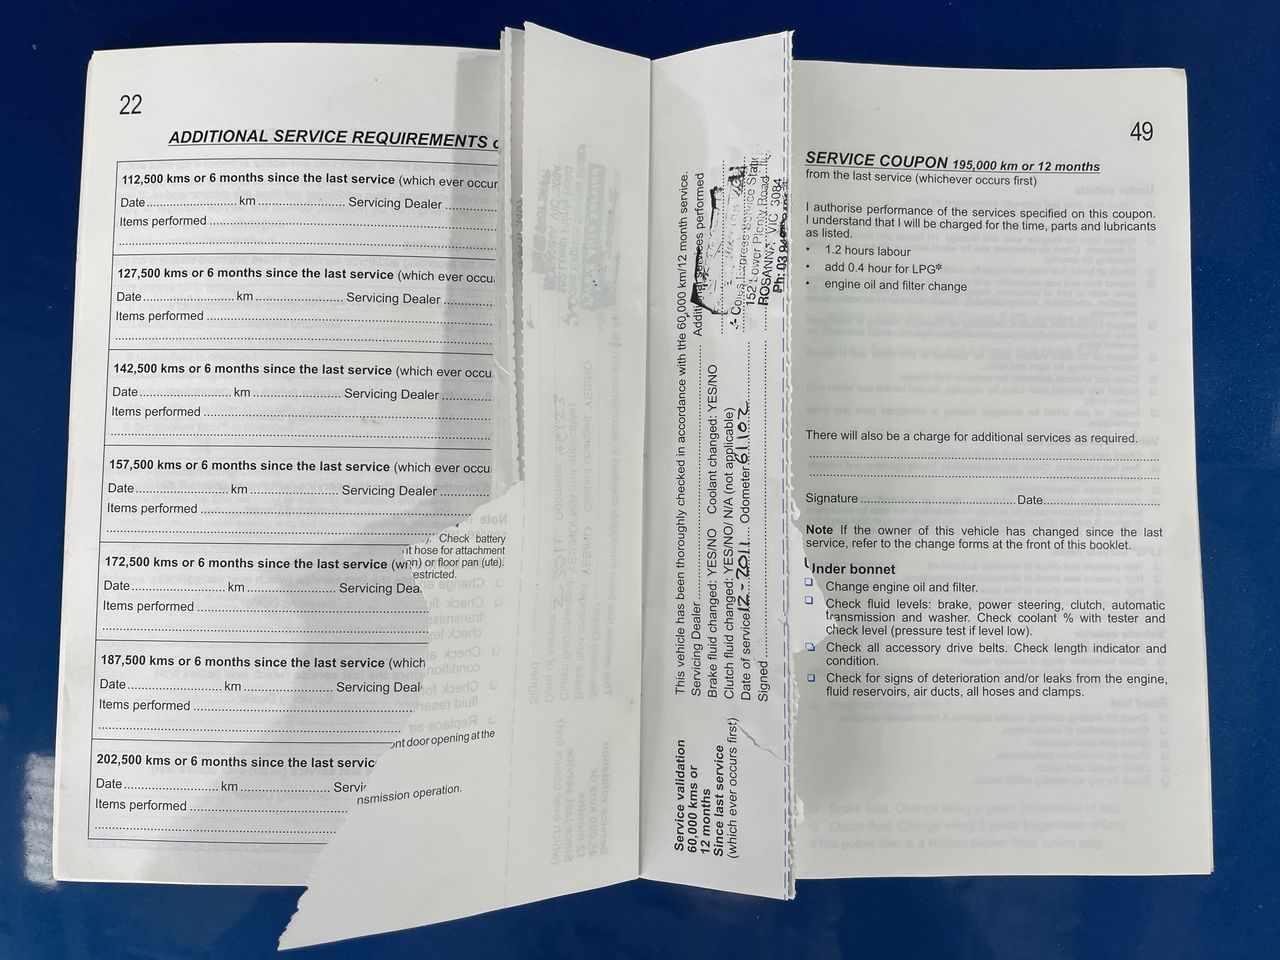 22
ADDITIONAL SERVICE REQUIREMENTS
112,500 kms or 6 months since the last service (which ever occur
Date km Servicing Dealer
Items performed
127,500 kms or 6 months since the last service (which ever occu
Date km Servicing Dealer
Items performed
142,500 kms or 6 months since the last service (which ever occu
Date km Servicing Dealer
Items performed
157,500 kms or 6 months since the last service (which ever occu
Date km Servicing Dealer
Items performed
172,500 kms or 6 months since the last service (w
Date km Servicing Dea
Items performed
187,500 kms or 6 months since the last service (which
Date km Servicing Deal
Items performed
202,500 kms or 6 months since the last servic
Date km Servi
Items performed
). Check battery
it hose for attachment
pn) or floor pan (ute).
estricted.
ont door opening at the
nsmission operation.
Service validation
60,000 kms or
12 months
Since last service
(which ever occurs first)
This vehicle has been thoroughly checked in accordance with the 60,000 km/12 month service.
Servicing Dealer Additional services performed
Brake fluid changed: YES/NO Coolant changed: YES/NO
Clutch fluid changed: YES/NO/ N/A (not applicable)
Date of service 12-2011 Odometer 61102
Signed
Coles Express Service Stati
152 Lower Plenty Road
ROSANNA VIC 3084
Ph: 03
49
SERVICE COUPON 195,000 km or 12 months
from the last service (whichever occurs first)
I authorise performance of the services specified on this coupon.
I understand that I will be charged for the time, parts and lubricants
as listed.
• 1.2 hours labour
• add 0.4 hour for LPG*
• engine oil and filter change
There will also be a charge for additional services as required.
Signature Date
Note If the owner of this vehicle has changed since the last
service, refer to the change forms at the front of this booklet.
Under bonnet
Change engine oil and filter.
Check fluid levels: brake, power steering, clutch, automatic
transmission and washer. Check coolant % with tester and
check level (pressure test if level low).
Check all accessory drive belts. Check length indicator and
condition.
Check for signs of deterioration and/or leaks from the engine,
fluid reservoirs, air ducts, all hoses and clamps.